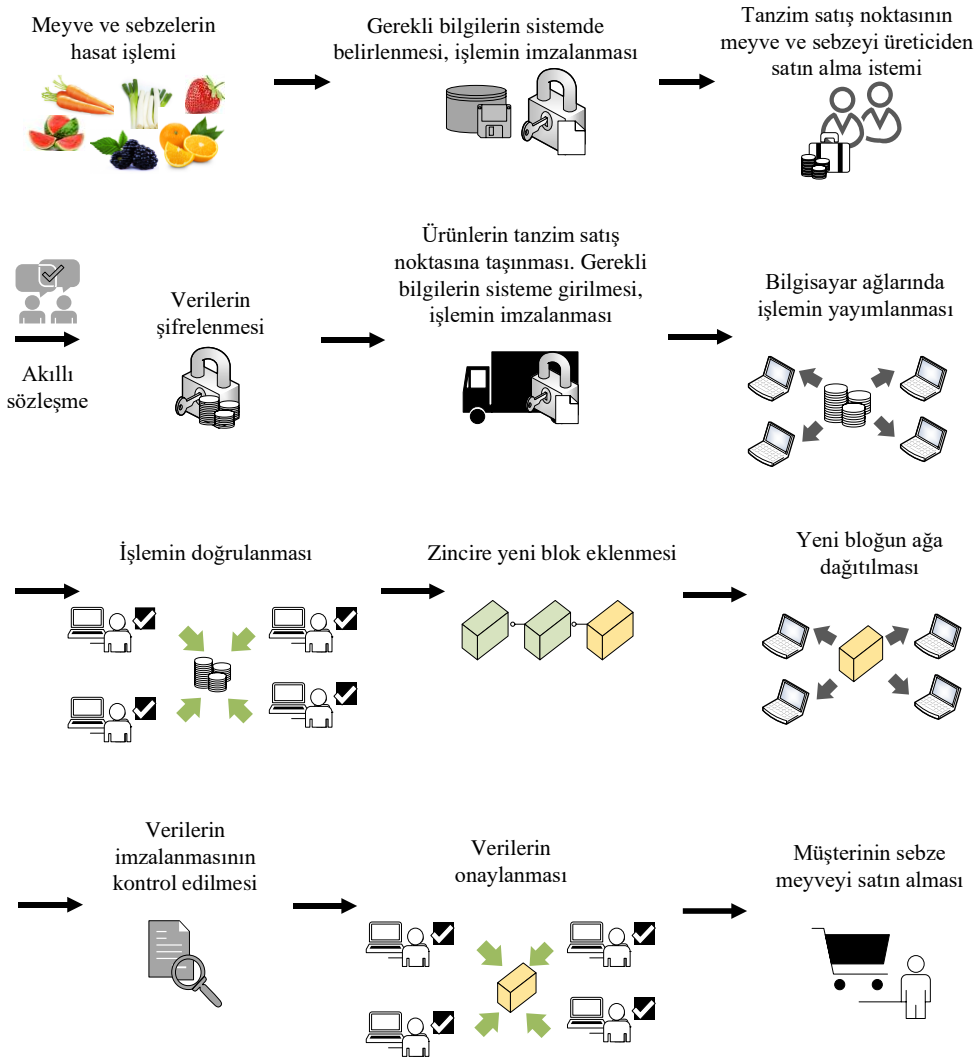 Meyve ve sebzelerin
hasat işlemi
Gerekli bilgilerin sistemde
belirlenmesi, işlemin imzalanması
Tanzim satış noktasının
meyve ve sebzeyi üreticiden
satın alma istemi
Akıllı
sözleşme
Verilerin
şifrelenmesi
Ürünlerin tanzim satış
noktasına taşınması. Gerekli
bilgilerin sisteme girilmesi,
işlemin imzalanması
Bilgisayar ağlarında
işlemin yayımlanması
İşlemin doğrulanması
Zincire yeni blok eklenmesi
Yeni bloğun ağa
dağıtılması
Verilerin
imzalanmasının
kontrol edilmesi
Verilerin
onaylanması
Müşterinin sebze
meyveyi satın alması